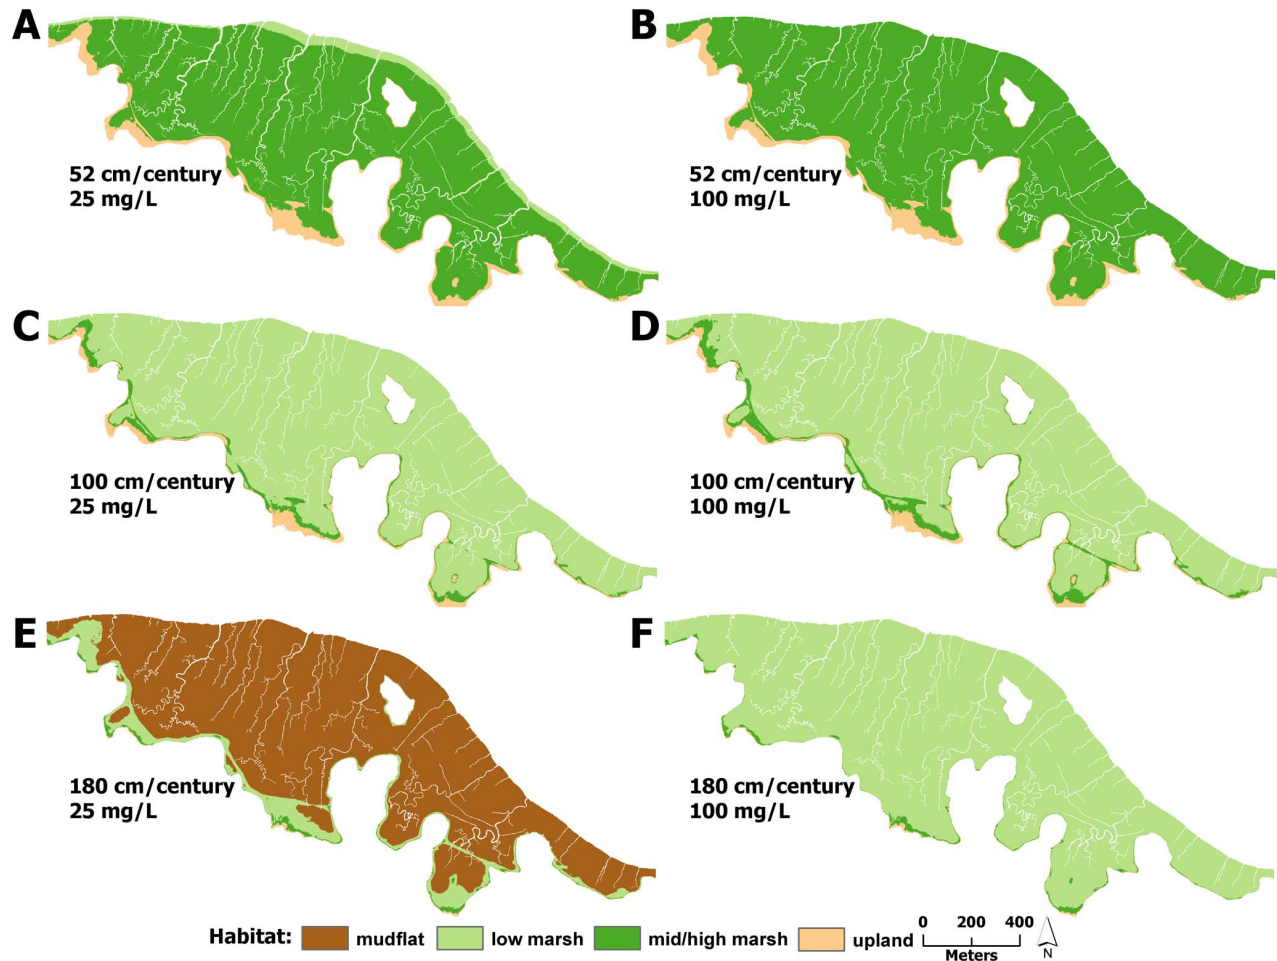 A
52 cm/century
25 mg/L
B
52 cm/century
100 mg/L
C
100 cm/century
25 mg/L
D
100 cm/century
100 mg/L
E
180 cm/century
25 mg/L
F
180 cm/century
100 mg/L
Habitat: mudflat low marsh mid/high marsh upland
0 200 400
Meters
N